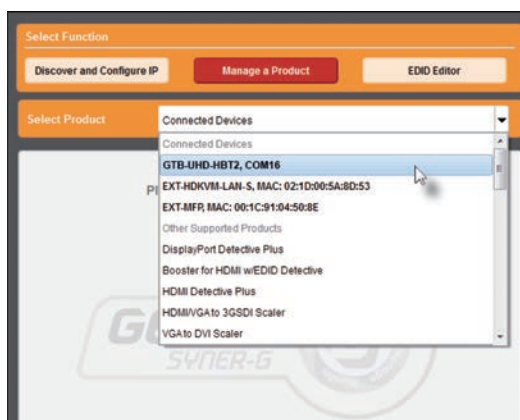 Select Function
Discover and Configure IP
Manage a Product
EDID Editor
Select Product
Connected Devices
Connected Devices
GTB-UHD-HBT2, COM16
EXT-HDKVM-LAN-S, MAC: 02:1D:00:5A:8D:53
EXT-MFP, MAC: 00:1C:91:04:50:8E
Other Supported Products
DisplayPort Detective Plus
Booster for HDMI w/EDID Detective
HDMI Detective Plus
HDMI/VGA to 3GSDI Scaler
VGA to DVI Scaler
SYNER-G